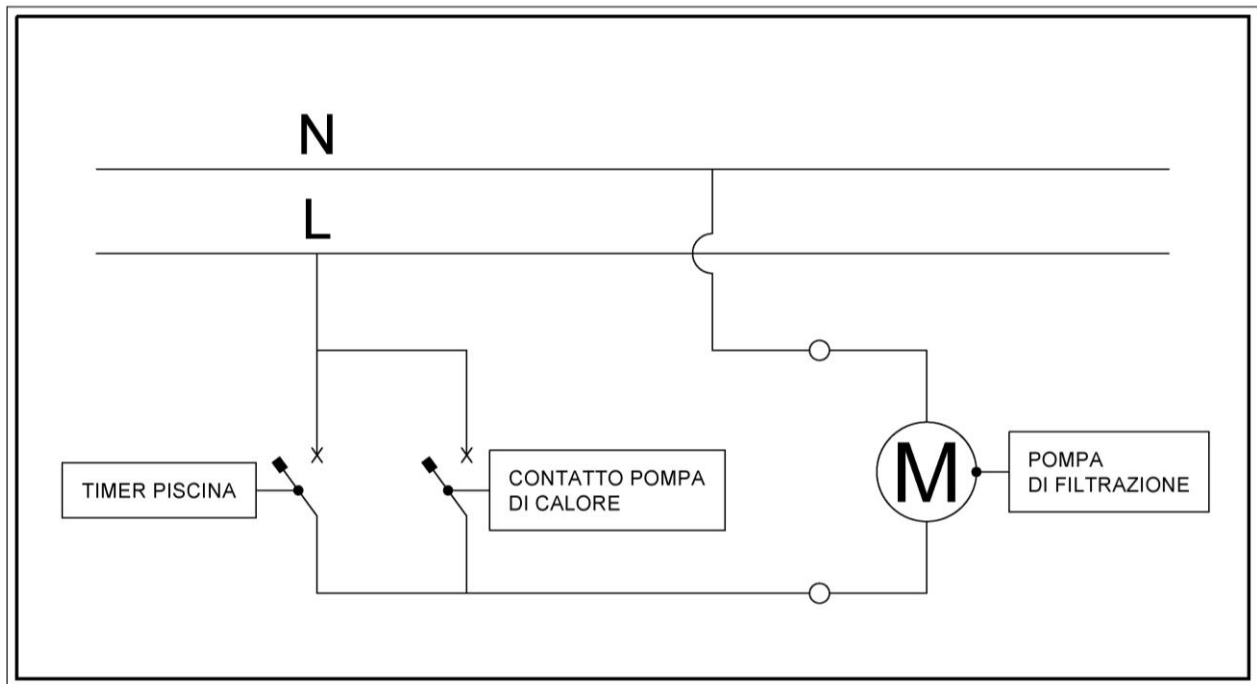 N
L
TIMER PISCINA
CONTATTO POMPA
DI CALORE
M
POMPA
DI FILTRAZIONE